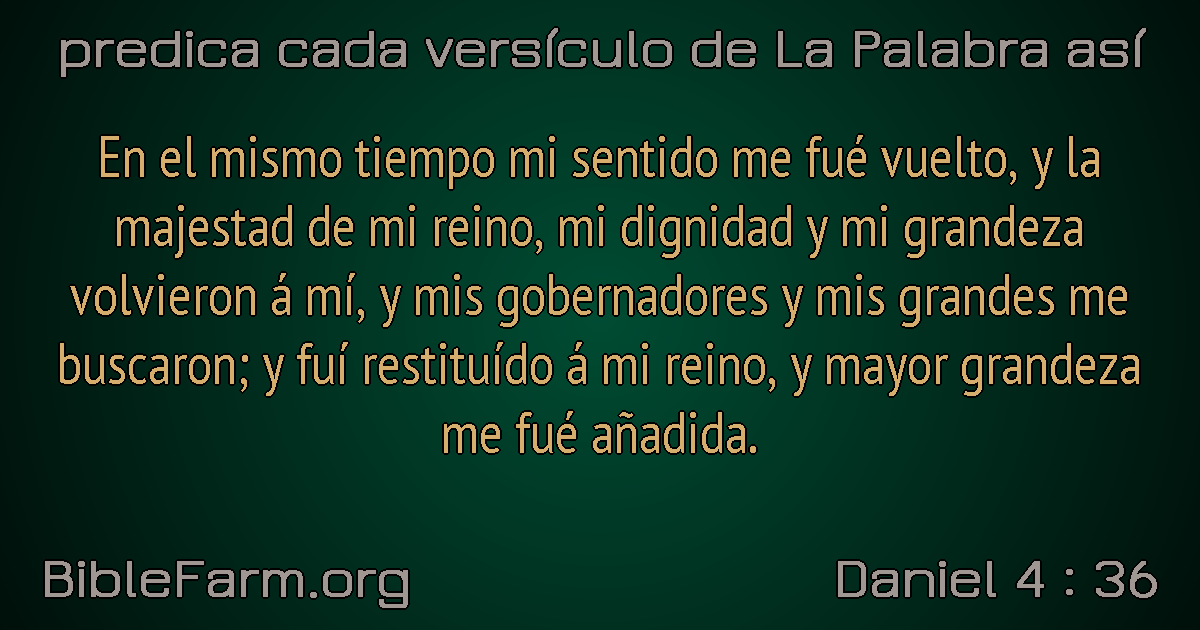 predica cada versículo de La Palabra así
En el mismo tiempo mi sentido me fué vuelto, y la
majestad de mi reino, mi dignidad y mi grandeza
volvieron á mí, y mis gobernadores y mis grandes me
buscaron; y fuí restituído á mi reino, y mayor grandeza
me fué añadida.
BibleFarm.org
Daniel 4 : 36